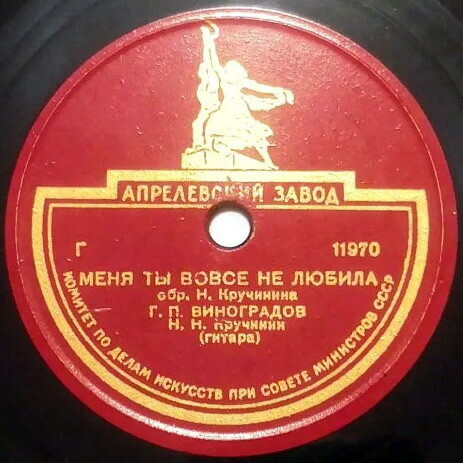 АПРЕЛЕВСКИЙ ЗАВОД
Г 11970
МЕНЯ ТЫ ВОВСЕ НЕ ЛЮБИЛА
обр. Н. Кручинина
Г. П. ВИНОГРАДОВ
Н. Н. Кручинин
(гитара)
КОМИТЕТ ПО ДЕЛАМ ИСКУССТВ ПРИ СОВЕТЕ МИНИСТРОВ СССР